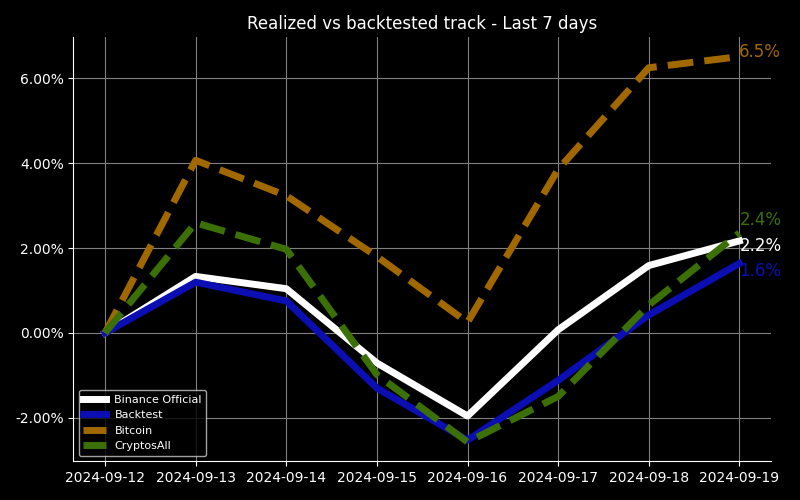 Realized vs backtested track - Last 7 days
6.00%
4.00%
2.00%
0.00%
-2.00%
6.5%
2.4%
2.2%
1.6%
Binance Official
Backtest
Bitcoin
CryptosAll
2024-09-12 2024-09-13 2024-09-14 2024-09-15 2024-09-16 2024-09-17 2024-09-18 2024-09-19